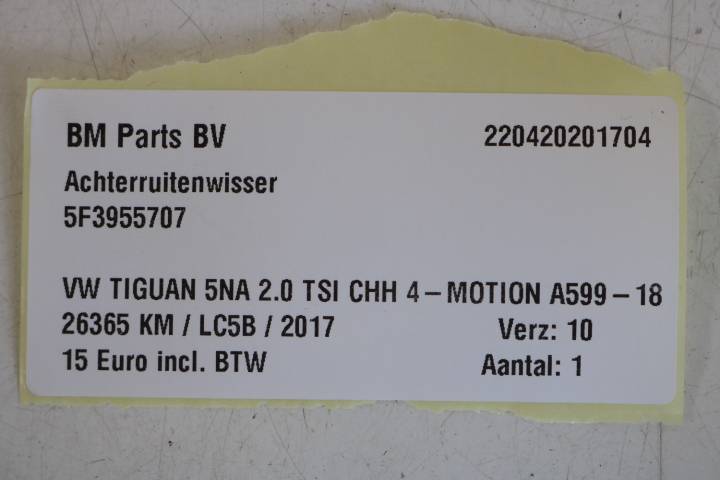 BM Parts BV 220420201704
Achterruitenwisser
5F3955707
VW TIGUAN 5NA 2.0 TSI CHH 4-MOTION A599-18
26365 KM / LC5B / 2017 Verz: 10
15 Euro incl. BTW Aantal: 1